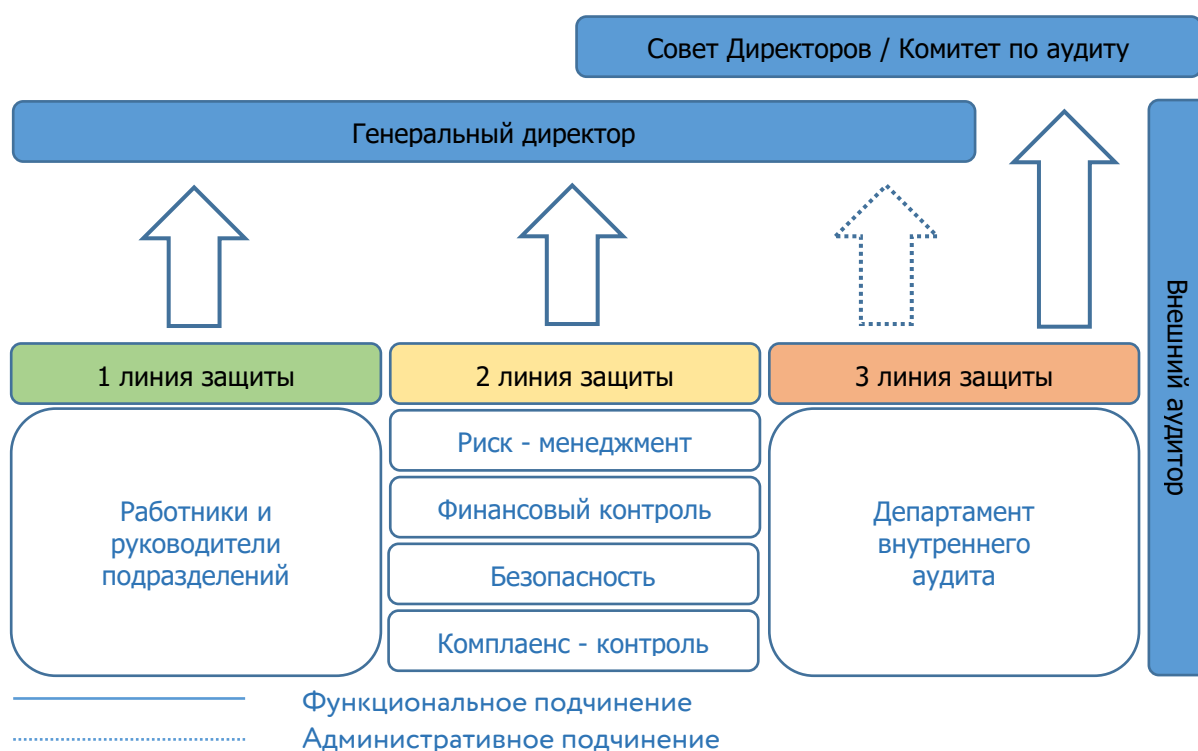 Совет Директоров / Комитет по аудиту
Генеральный директор
Внешний аудитор
1 линия защиты
2 линия защиты
3 линия защиты
Работники и
руководители
подразделений
Риск - менеджмент
Финансовый контроль
Безопасность
Комплаенс - контроль
Департамент
внутреннего
аудита
Функциональное подчинение
Административное подчинение